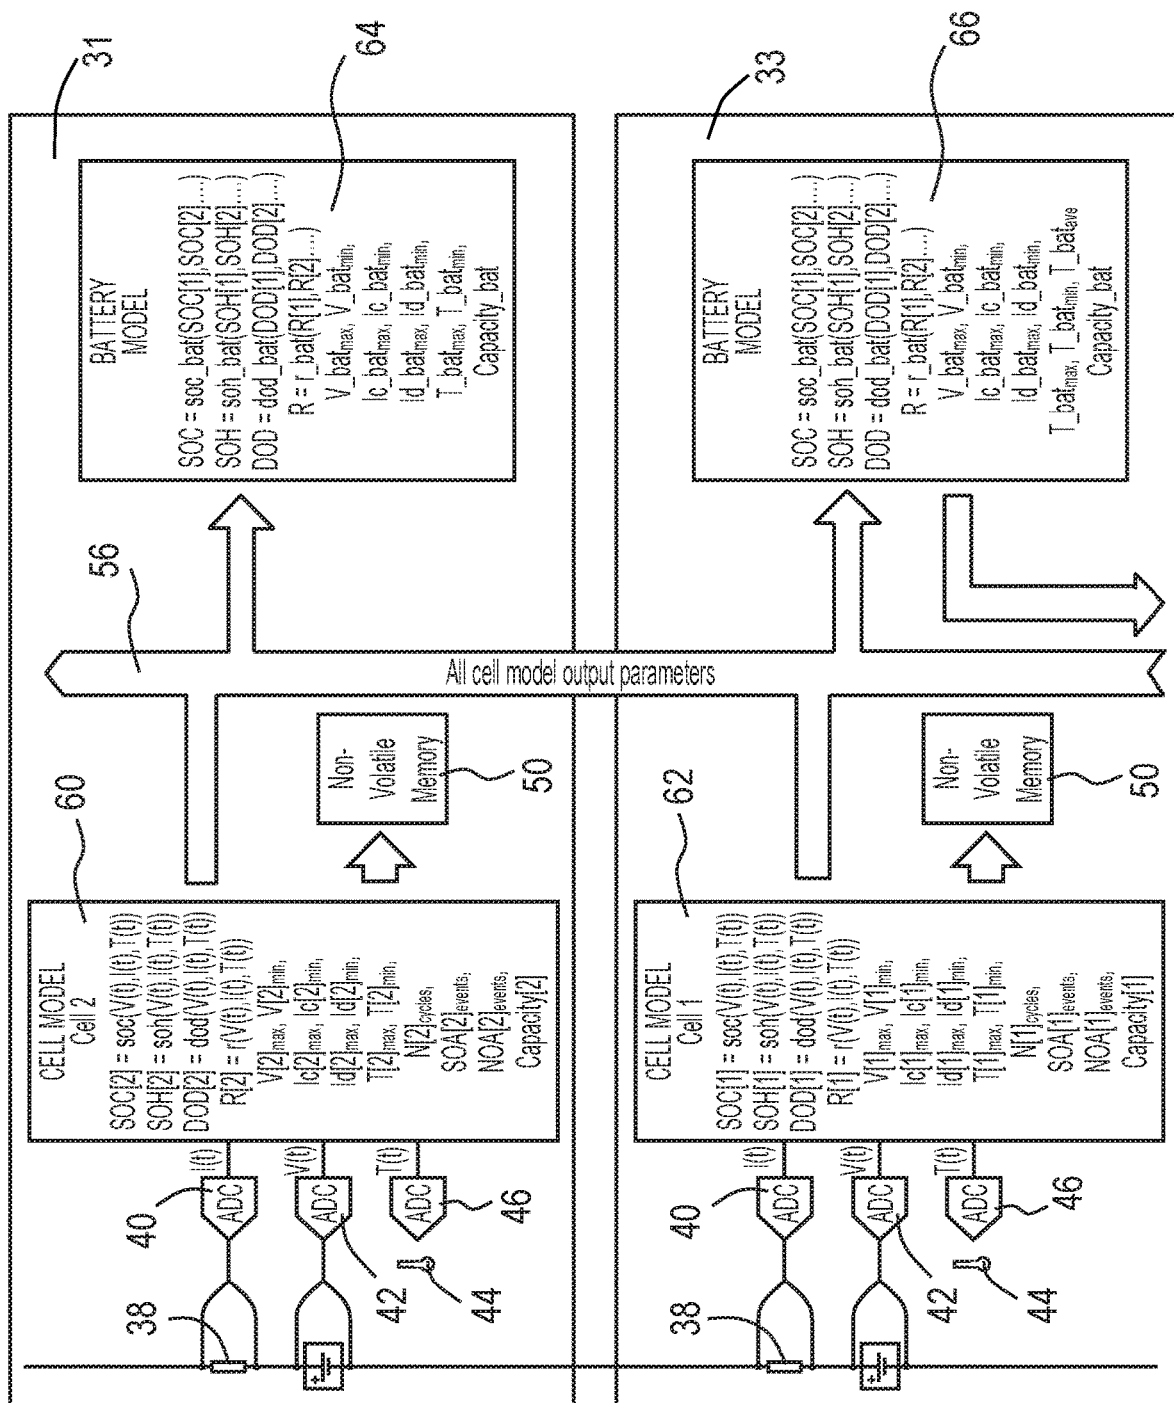 31
BATTERY
MODEL
SOC = soc_bat(SOC[1],SOC[2]....)
SOH = soh_bat(SOH[1],SOH[2]....)
DOD = dod_bat(DOD[1],DOD[2]....)
R = r_bat(R[1],R[2]....)
V_batmax, V_batmin,
Ic_batmax, Ic_batmin,
Id_batmax, Id_batmin,
T_batmax, T_batmin,
Capacity_bat
64
56
60
CELL MODEL
Cell 2
SOC[2] = soc(V(t),I(t),T(t))
SOH[2] = soh(V(t),I(t),T(t))
DOD[2] = dod(V(t),I(t),T(t))
R[2] = r(V(t),I(t),T(t))
V[2]max, V[2]min,
Ic[2]max, Ic[2]min,
Id[2]max, Id[2]min,
T[2]max, T[2]min,
N[2]cycles,
SOA[2]events,
NOA[2]events,
Capacity[2]
Non-
Volatile
Memory
50
I(t)
V(t)
T(t)
40
ADC
ADC
ADC
46
38
42
44
+
All cell model output parameters
33
BATTERY
MODEL
SOC = soc_bat(SOC[1],SOC[2]....)
SOH = soh_bat(SOH[1],SOH[2]....)
DOD = dod_bat(DOD[1],DOD[2]....)
R = r_bat(R[1],R[2]....)
V_batmax, V_batmin,
Ic_batmax, Ic_batmin,
Id_batmax, Id_batmin,
T_batmax, T_batmin, T_batave
Capacity_bat
66
62
CELL MODEL
Cell 1
SOC[1] = soc(V(t),I(t),T(t))
SOH[1] = soh(V(t),I(t),T(t))
DOD[1] = dod(V(t),I(t),T(t))
R[1] = r(V(t),I(t),T(t))
V[1]max, V[1]min,
Ic[1]max, Ic[1]min,
Id[1]max, Id[1]min,
T[1]max, T[1]min,
N[1]cycles,
SOA[1]events,
NOA[1]events,
Capacity[1]
Non-
Volatile
Memory
50
I(t)
V(t)
T(t)
40
ADC
ADC
ADC
46
38
42
44
+